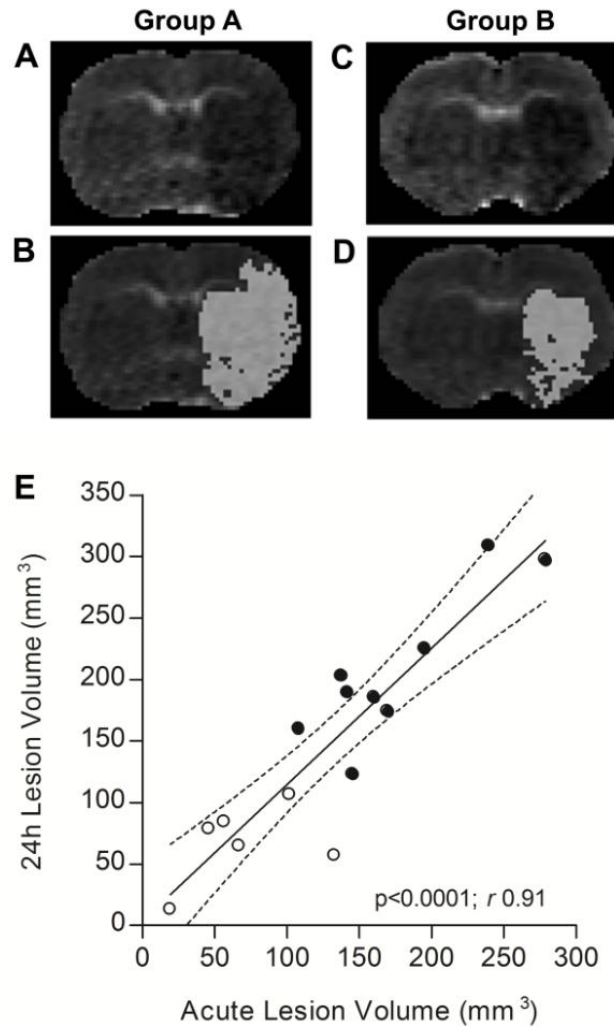 Group A Group B
A C
B D
E
350
300
250
200
150
100
50
0
24h Lesion Volume (mm³)
p<0.0001; r 0.91
0 50 100 150 200 250 300
Acute Lesion Volume (mm³)